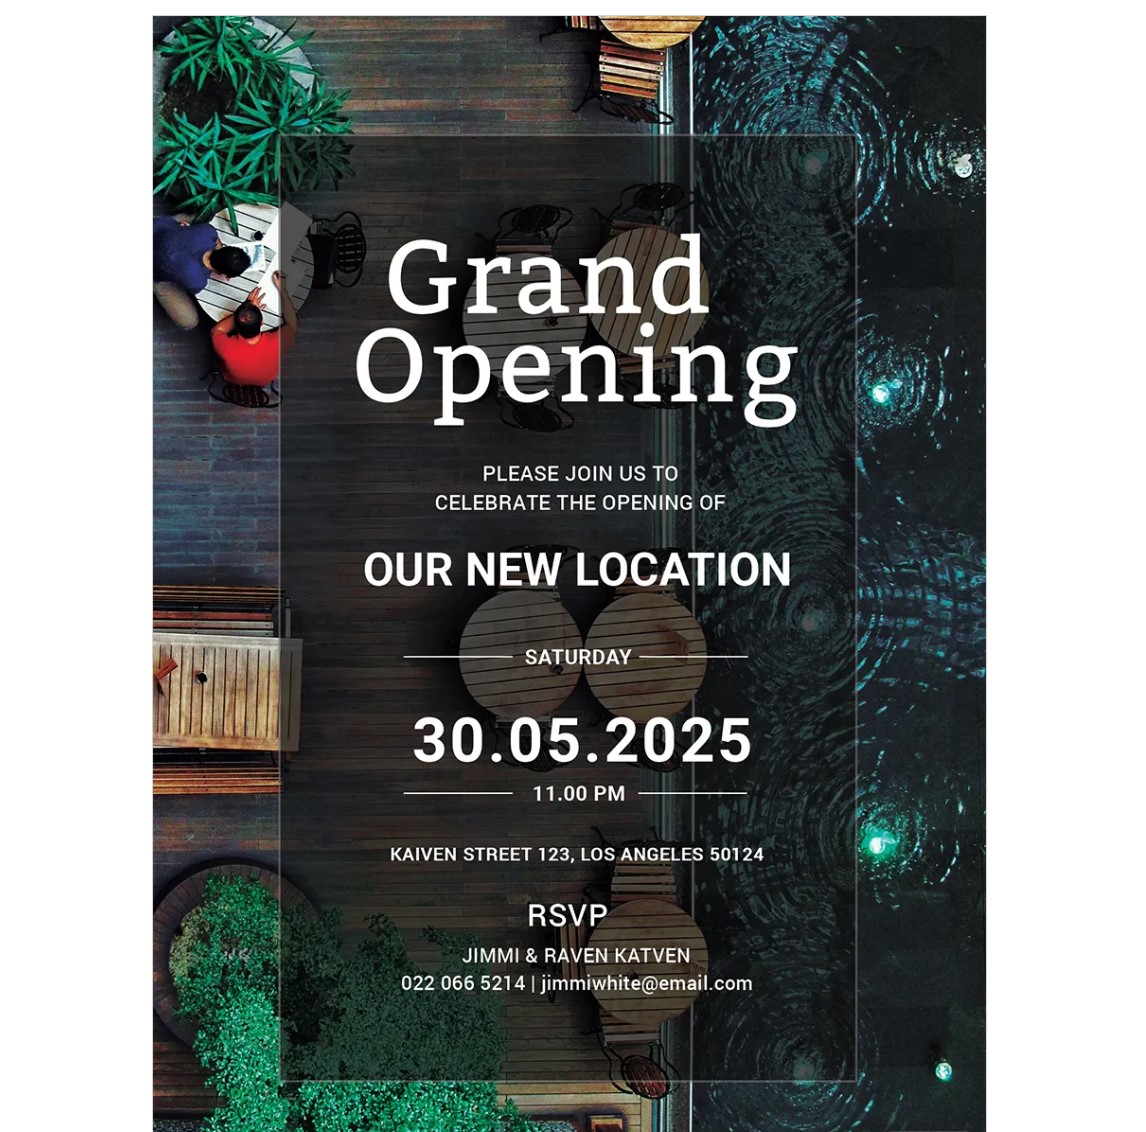 Grand
Opening
PLEASE JOIN US TO
CELEBRATE THE OPENING OF
OUR NEW LOCATION
SATURDAY
30.05.2025
11.00 PM
KAIVEN STREET 123, LOS ANGELES 50124
RSVP
JIMMI & RAVEN KATVEN
022 066 5214 | jimmiwhite@email.com